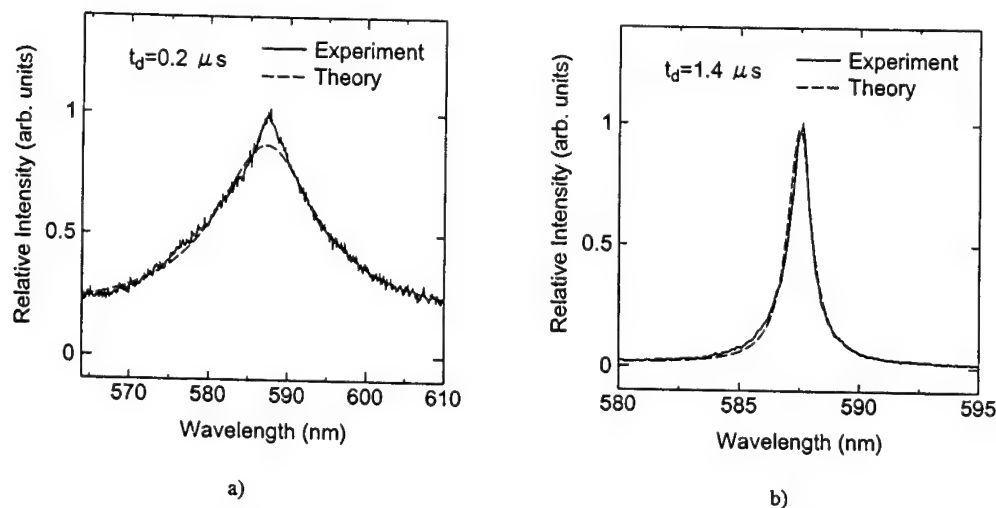 t_d=0.2 μs
Experiment
Theory
Relative Intensity (arb. units)
1
0.5
0
570
580
590
600
610
Wavelength (nm)
a)
t_d=1.4 μs
Experiment
Theory
Relative Intensity (arb. units)
1
0.5
0
580
585
590
595
Wavelength (nm)
b)